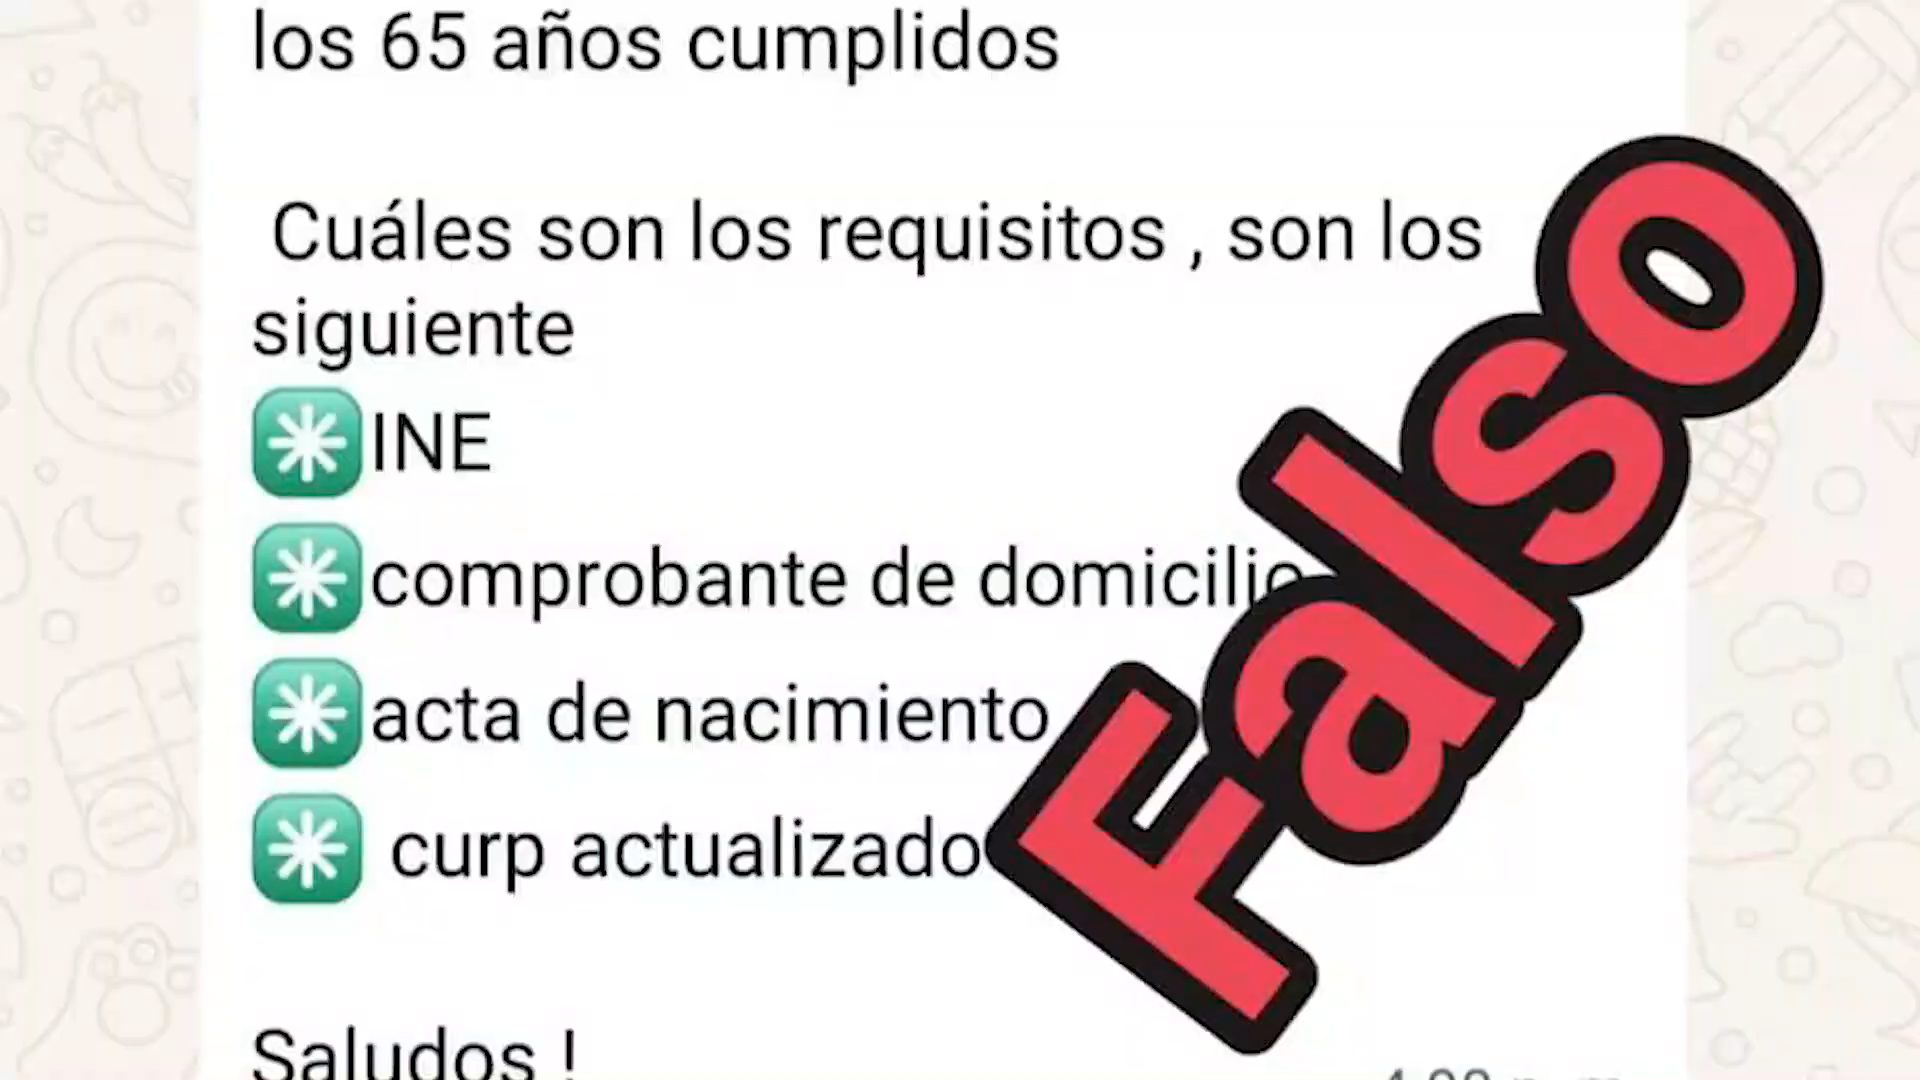 los 65 años cumplidos
Cuáles son los requisitos , son los
siguiente
INE
comprobante de domicilio
acta de nacimiento
curp actualizado
Falso
Saludos !